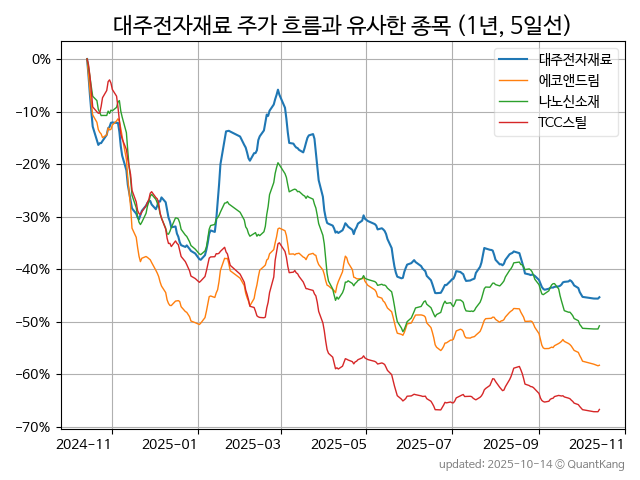 대주전자재료 주가 흐름과 유사한 종목 (1년, 5일선)
대주전자재료
에코앤드림
나노신소재
TCC스틸
0%
−10%
−20%
−30%
−40%
−50%
−60%
−70%
2024-11 2025-01 2025-03 2025-05 2025-07 2025-09 2025-11
updated: 2025-10-14 © QuantKang